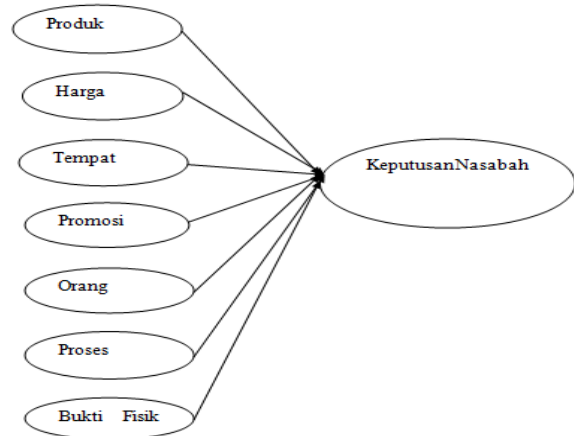 Produk
Harga
Tempat
Promosi
Orang
Proses
Bukti Fisik
KeputusanNasabah